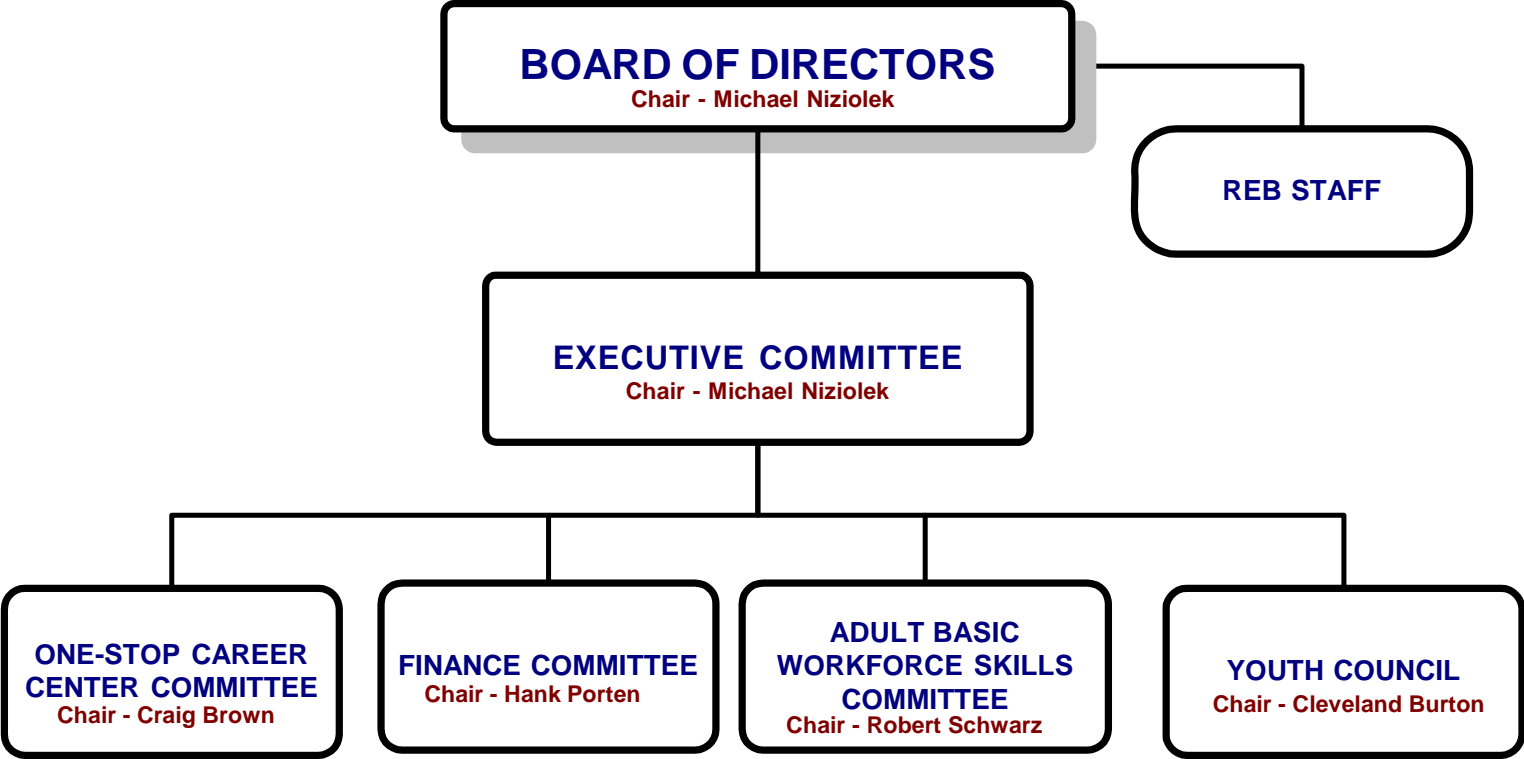 BOARD OF DIRECTORS
Chair - Michael Niziolek
REB STAFF
EXECUTIVE COMMITTEE
Chair - Michael Niziolek
ONE-STOP CAREER
CENTER COMMITTEE
Chair - Craig Brown
FINANCE COMMITTEE
Chair - Hank Porten
ADULT BASIC
WORKFORCE SKILLS
COMMITTEE
Chair - Robert Schwarz
YOUTH COUNCIL
Chair - Cleveland Burton